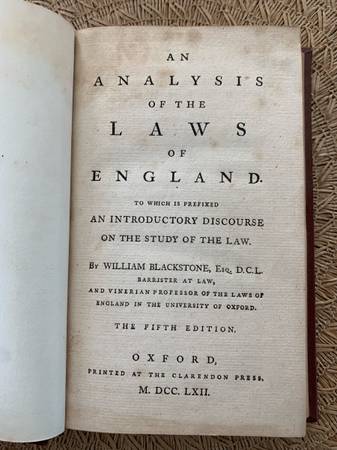 AN
ANALYSIS
OF THE
LAWS
OF
ENGLAND.
TO WHICH IS PREFIXED
AN INTRODUCTORY DISCOURSE
ON THE STUDY OF THE LAW.
BY WILLIAM BLACKSTONE, ESQ. D.C.L.
BARRISTER AT LAW,
AND VINERIAN PROFESSOR OF THE LAWS OF
ENGLAND IN THE UNIVERSITY OF OXFORD.
THE FIFTH EDITION.
OXFORD,
PRINTED AT THE CLARENDON PRESS.
M. DCC. LXII.